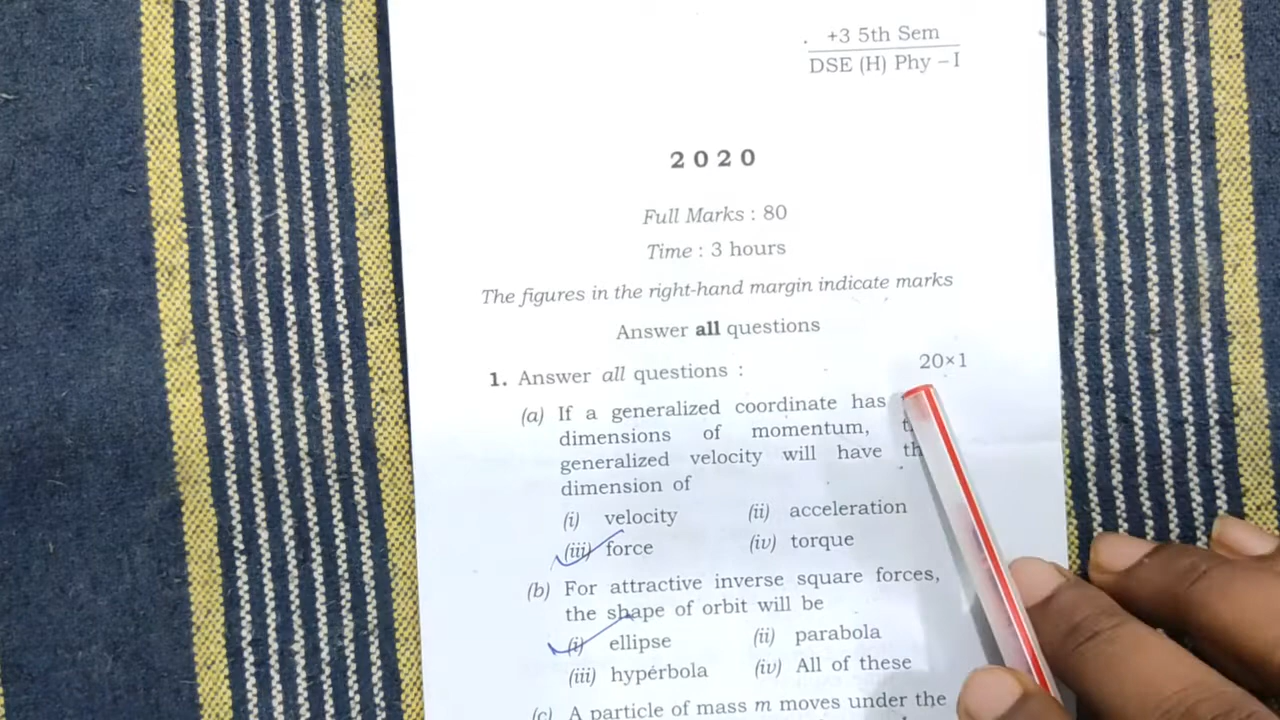 +3 5th Sem
DSE (H) Phy – I
2020
Full Marks : 80
Time : 3 hours
The figures in the right-hand margin indicate marks
Answer all questions
1. Answer all questions : 20×1
(a) If a generalized coordinate has
dimensions of momentum,
generalized velocity will have
dimension of
(i) velocity (ii) acceleration
(iii) force (iv) torque
(b) For attractive inverse square forces,
the shape of orbit will be
(i) ellipse (ii) parabola
(iii) hyperbola (iv) All of these
(c) A particle of mass m moves under the